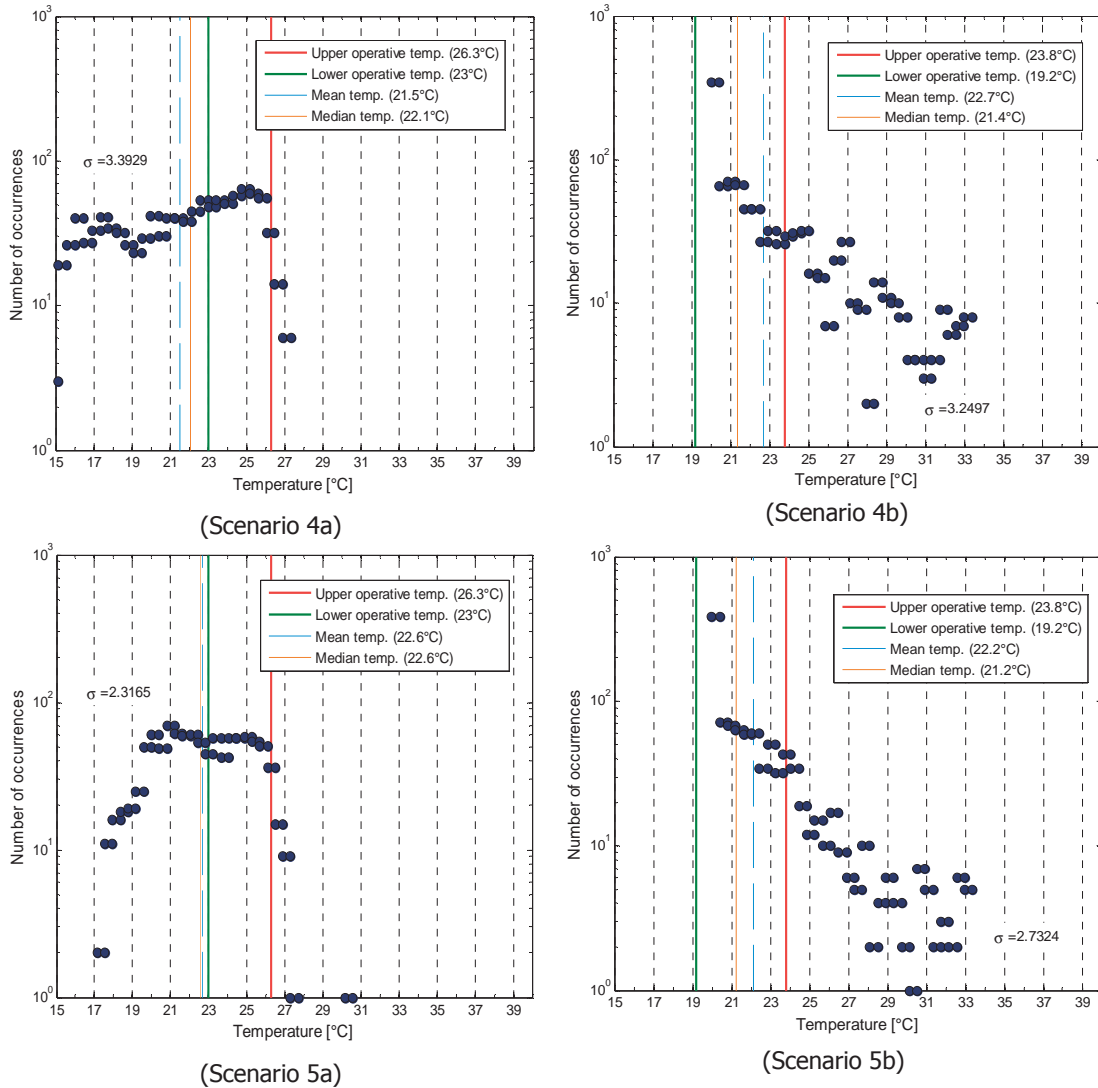 10³
10²
10¹
10⁰
Number of occurrences
Upper operative temp. (26.3°C)
Lower operative temp. (23°C)
Mean temp. (21.5°C)
Median temp. (22.1°C)
σ =3.3929
15 17 19 21 23 25 27 29 31 33 35 37 39
Temperature [°C]
(Scenario 4a)
10³
10²
10¹
10⁰
Number of occurrences
Upper operative temp. (23.8°C)
Lower operative temp. (19.2°C)
Mean temp. (22.7°C)
Median temp. (21.4°C)
σ =3.2497
15 17 19 21 23 25 27 29 31 33 35 37 39
Temperature [°C]
(Scenario 4b)
10³
10²
10¹
10⁰
Number of occurrences
Upper operative temp. (26.3°C)
Lower operative temp. (23°C)
Mean temp. (22.6°C)
Median temp. (22.6°C)
σ =2.3165
15 17 19 21 23 25 27 29 31 33 35 37 39
Temperature [°C]
(Scenario 5a)
10³
10²
10¹
10⁰
Number of occurrences
Upper operative temp. (23.8°C)
Lower operative temp. (19.2°C)
Mean temp. (22.2°C)
Median temp. (21.2°C)
σ =2.7324
15 17 19 21 23 25 27 29 31 33 35 37 39
Temperature [°C]
(Scenario 5b)